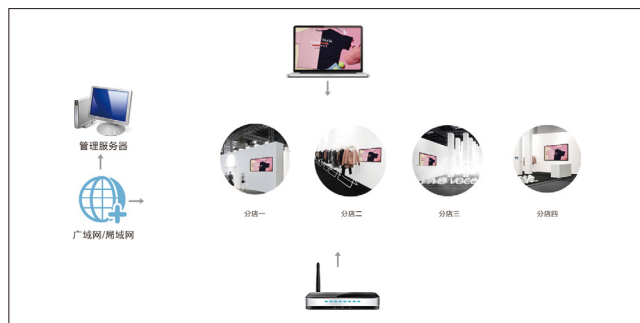 管理服务器
广域网/局域网
分店一
分店二
分店三
分店四